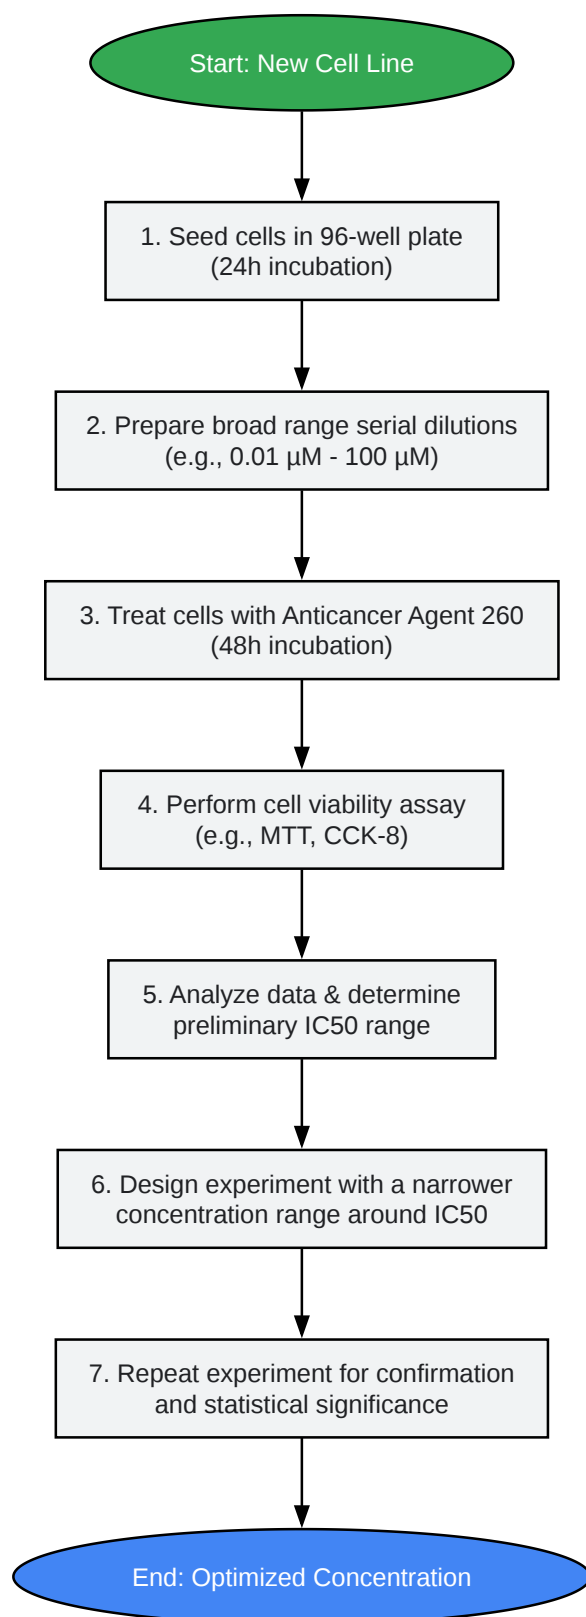 Start: New Cell Line
1. Seed cells in 96-well plate
(24h incubation)
2. Prepare broad range serial dilutions
(e.g., 0.01 µM - 100 µM)
3. Treat cells with Anticancer Agent 260
(48h incubation)
4. Perform cell viability assay
(e.g., MTT, CCK-8)
5. Analyze data & determine
preliminary IC50 range
6. Design experiment with a narrower
concentration range around IC50
7. Repeat experiment for confirmation
and statistical significance
End: Optimized Concentration